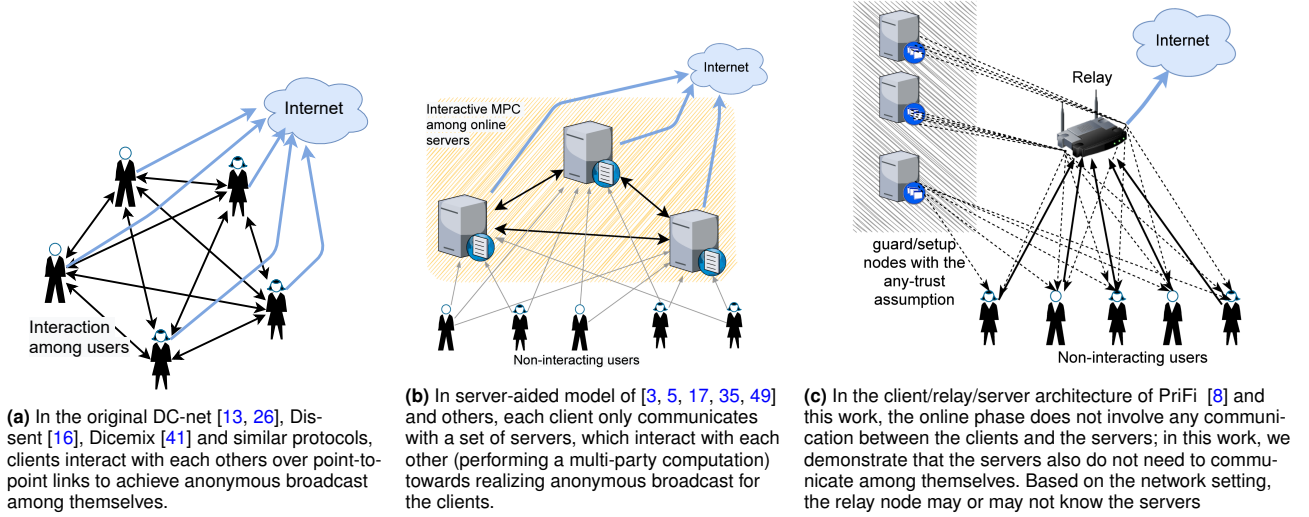 Internet
Interaction
among users
(a) In the original DC-net [13, 26], Dis-
sent [16], Dicemix [41] and similar protocols,
clients interact with each others over point-to-
point links to achieve anonymous broadcast
among themselves.
Internet
Interactive MPC
among online
servers
Non-interacting users
(b) In server-aided model of [3, 5, 17, 35, 49]
and others, each client only communicates
with a set of servers, which interact with each
other (performing a multi-party computation)
towards realizing anonymous broadcast for
the clients.
Internet
Relay
guard/setup
nodes with the
any-trust
assumption
Non-interacting users
(c) In the client/relay/server architecture of PriFi [8] and
this work, the online phase does not involve any communi-
cation between the clients and the servers; in this work, we
demonstrate that the servers also do not need to commu-
nicate among themselves. Based on the network setting,
the relay node may or may not know the servers